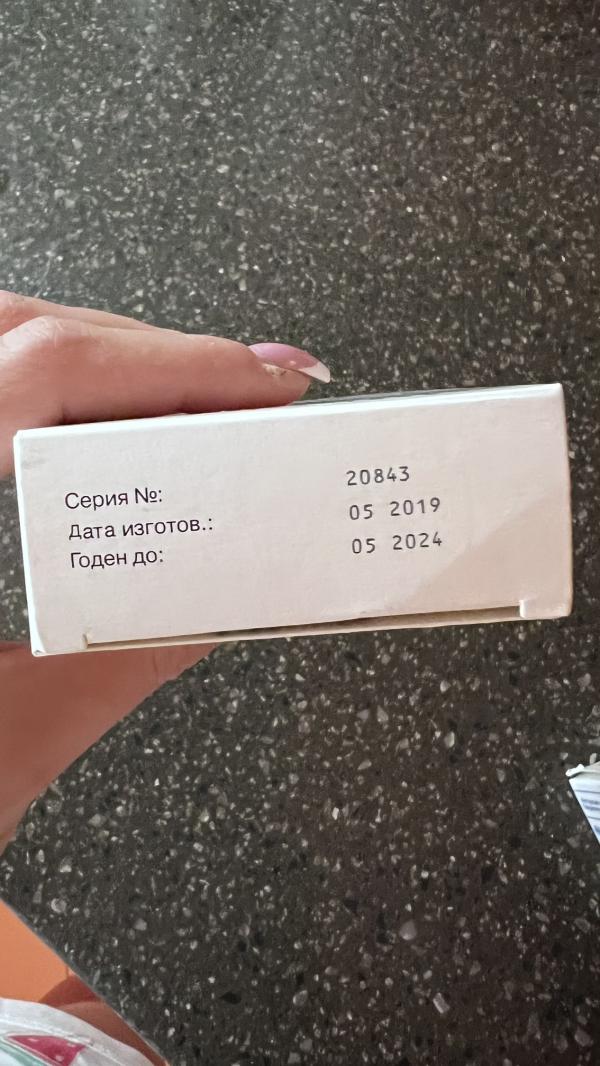 Серия №: 20843
Дата изготов.: 05 2019
Годен до: 05 2024